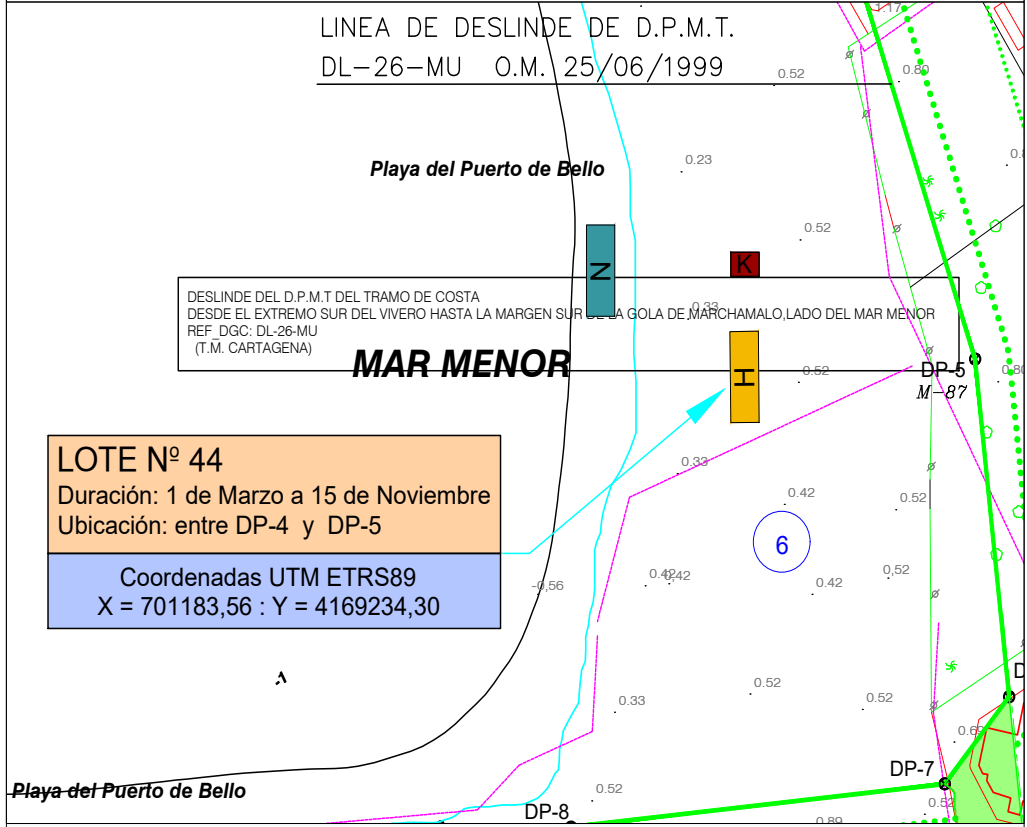 LINEA DE DESLINDE DE D.P.M.T.
DL-26-MU O.M. 25/06/1999
1.17
0.52
0.80
Playa del Puerto de Bello
0.23
0.52
N
K
DESLINDE DEL D.P.M.T DEL TRAMO DE COSTA
DESDE EL EXTREMO SUR DEL VIVERO HASTA LA MARGEN SUR DE LA GOLA DE MARCHAMALO,LADO DEL MAR MENOR
REF_DGC: DL-26-MU
(T.M. CARTAGENA)
0.33
MAR MENOR
H
0.52
DP-5
M-87
0.80
LOTE Nº 44
Duración: 1 de Marzo a 15 de Noviembre
Ubicación: entre DP-4 y DP-5
0.33
0.42
0.52
6
Coordenadas UTM ETRS89
X = 701183,56 : Y = 4169234,30
-0,56
0.42
0,42
0.42
0,52
0.52
0.52
0.33
DP-7
Playa del Puerto de Bello
0.52
DP-8
0.52
0.89